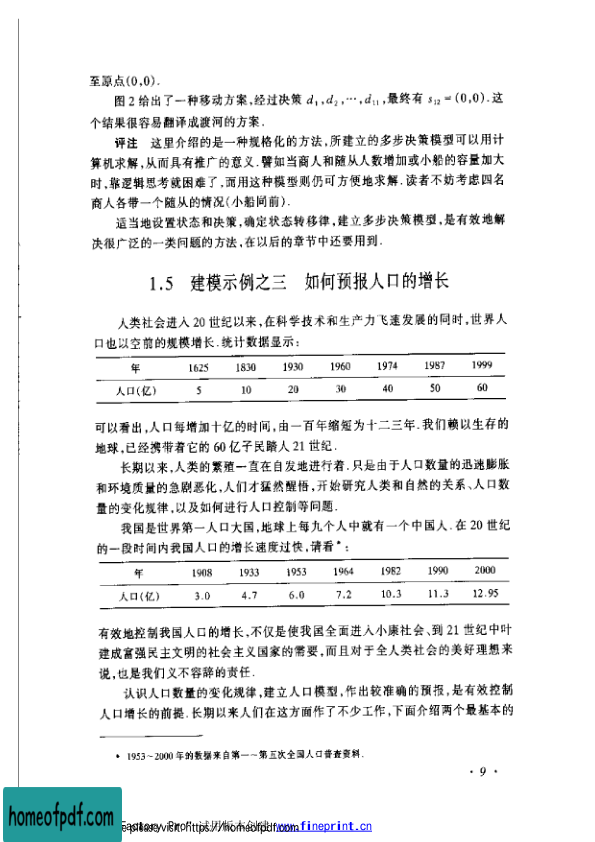 至原点(0,0).
图2给出了一种移动方案,经过决策 d₁,d₂,⋯,d₁₁,最终有 s₁₂=(0,0).这
个结果很容易翻译成渡河的方案.
评注 这里介绍的是一种规格化的方法,所建立的多步决策模型可以用计
算机求解,从而具有推广的意义.譬如当商人和随从人数增加或小船的容量加大
时,靠逻辑思考就困难了,而用这种模型则仍可方便地求解.读者不妨考虑四名
商人各带一个随从的情况(小船同前).
适当地设置状态和决策,确定状态转移律,建立多步决策模型,是有效地解
决很广泛的一类问题的方法,在以后的章节中还要用到.
1.5 建模示例之三 如何预报人口的增长
人类社会进入20世纪以来,在科学技术和生产力飞速发展的同时,世界人
口也以空前的规模增长.统计数据显示:
年 1625 1830 1930 1960 1974 1987 1999
人口(亿) 5 10 20 30 40 50 60
可以看出,人口每增加十亿的时间,由一百年缩短为十二三年.我们赖以生存的
地球,已经携带着它的60亿子民踏入21世纪.
长期以来,人类的繁殖一直在自发地进行着.只是由于人口数量的迅速膨胀
和环境质量的急剧恶化,人们才猛然醒悟,开始研究人类和自然的关系、人口数
量的变化规律,以及如何进行人口控制等问题.
我国是世界第一人口大国,地球上每九个人中就有一个中国人.在20世纪
的一段时间内我国人口的增长速度过快,请看*:
年 1908 1933 1953 1964 1982 1990 2000
人口(亿) 3.0 4.7 6.0 7.2 10.3 11.3 12.95
有效地控制我国人口的增长,不仅是使我国全面进入小康社会、到21世纪中叶
建成富强民主文明的社会主义国家的需要,而且对于全人类社会的美好理想来
说,也是我们义不容辞的责任.
认识人口数量的变化规律,建立人口模型,作出较准确的预报,是有效控制
人口增长的前提.长期以来人们在这方面作了不少工作,下面介绍两个最基本的
* 1953~2000年的数据来自第一~第五次全国人口普查资料.
· 9 ·
homeofpdf.com
Factory Pro" 试用版本创建 www.fineprint.cn
please visit: https://homeofpdf.com